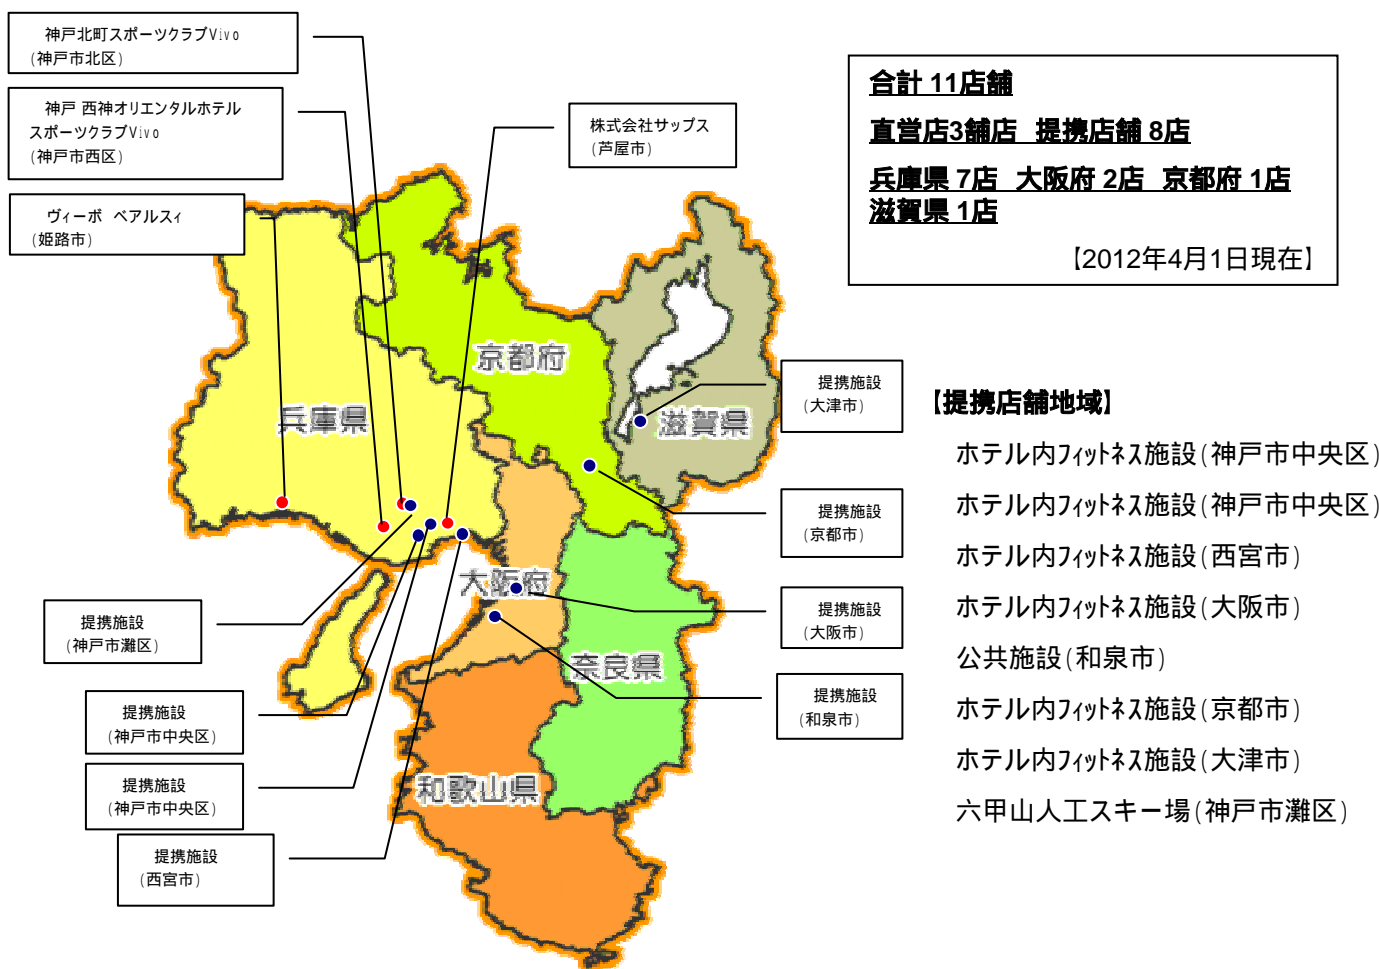 神戸北町スポーツクラブVivo
(神戸市北区)
神戸 西神オリエンタルホテル
スポーツクラブVivo
(神戸市西区)
ヴィーボ ベアルスィ
(姫路市)
株式会社サップス
(芦屋市)
合計 11店舗
直営店3舗店 提携店舗 8店
兵庫県 7店 大阪府 2店 京都府 1店
滋賀県 1店
【2012年4月1日現在】
京都府
兵庫県
滋賀県
大阪府
奈良県
和歌山県
提携施設
(大津市)
提携施設
(京都市)
提携施設
(大阪市)
提携施設
(和泉市)
提携施設
(神戸市灘区)
提携施設
(神戸市中央区)
提携施設
(神戸市中央区)
提携施設
(西宮市)
【提携店舗地域】
ホテル内フィットネス施設(神戸市中央区)
ホテル内フィットネス施設(神戸市中央区)
ホテル内フィットネス施設(西宮市)
ホテル内フィットネス施設(大阪市)
公共施設(和泉市)
ホテル内フィットネス施設(京都市)
ホテル内フィットネス施設(大津市)
六甲山人工スキー場(神戸市灘区)